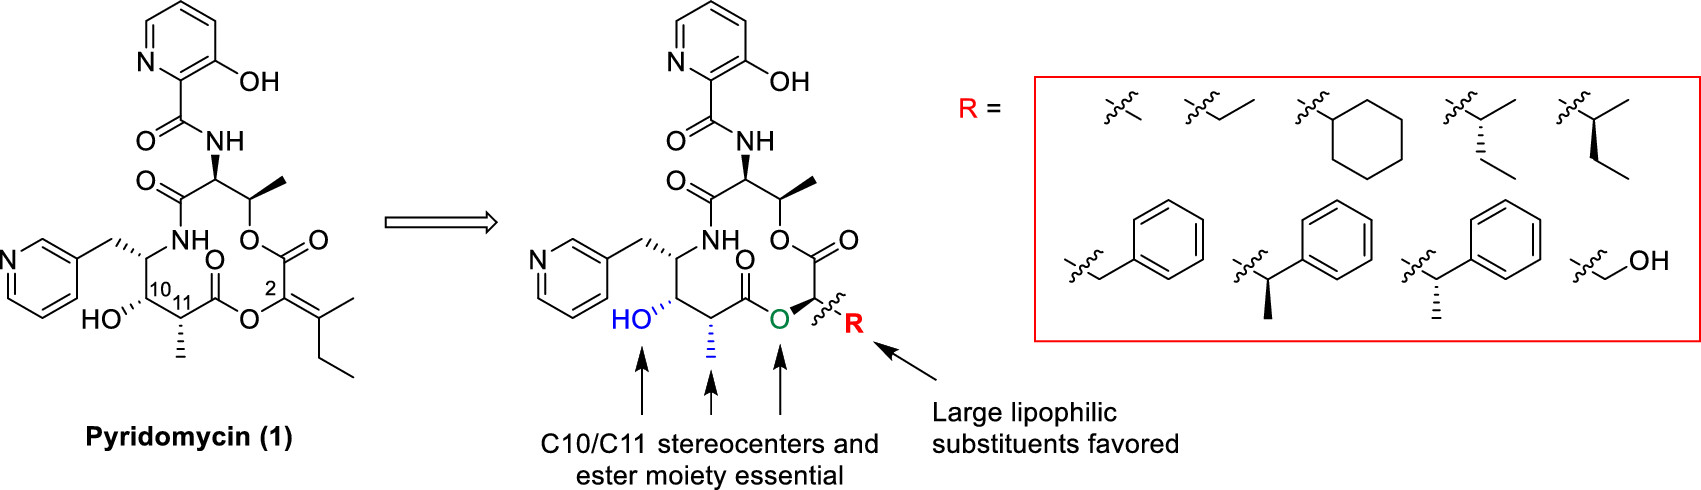 N
OH
O
NH
O
N
NH
O
O
O
10
11
2
HO
O
Pyridomycin (1)
N
OH
O
NH
O
N
NH
O
O
O
HO
O
R
C10/C11 stereocenters and
ester moiety essential
Large lipophilic
substituents favored
R =
OH